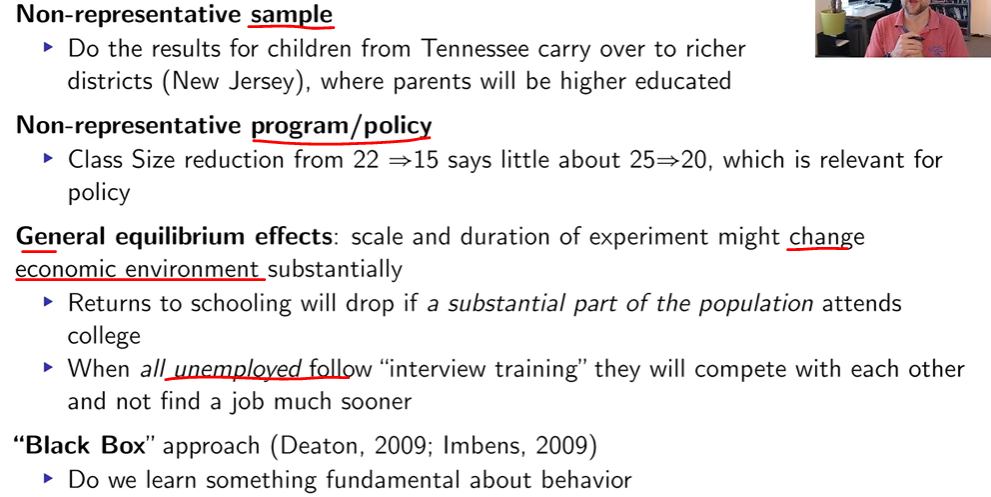 Non-representative sample
▸ Do the results for children from Tennessee carry over to richer
districts (New Jersey), where parents will be higher educated
Non-representative program/policy
▸ Class Size reduction from 22 ⇒15 says little about 25⇒20, which is relevant for
policy
General equilibrium effects: scale and duration of experiment might change
economic environment substantially
▸ Returns to schooling will drop if a substantial part of the population attends
college
▸ When all unemployed follow “interview training” they will compete with each other
and not find a job much sooner
“Black Box” approach (Deaton, 2009; Imbens, 2009)
▸ Do we learn something fundamental about behavior